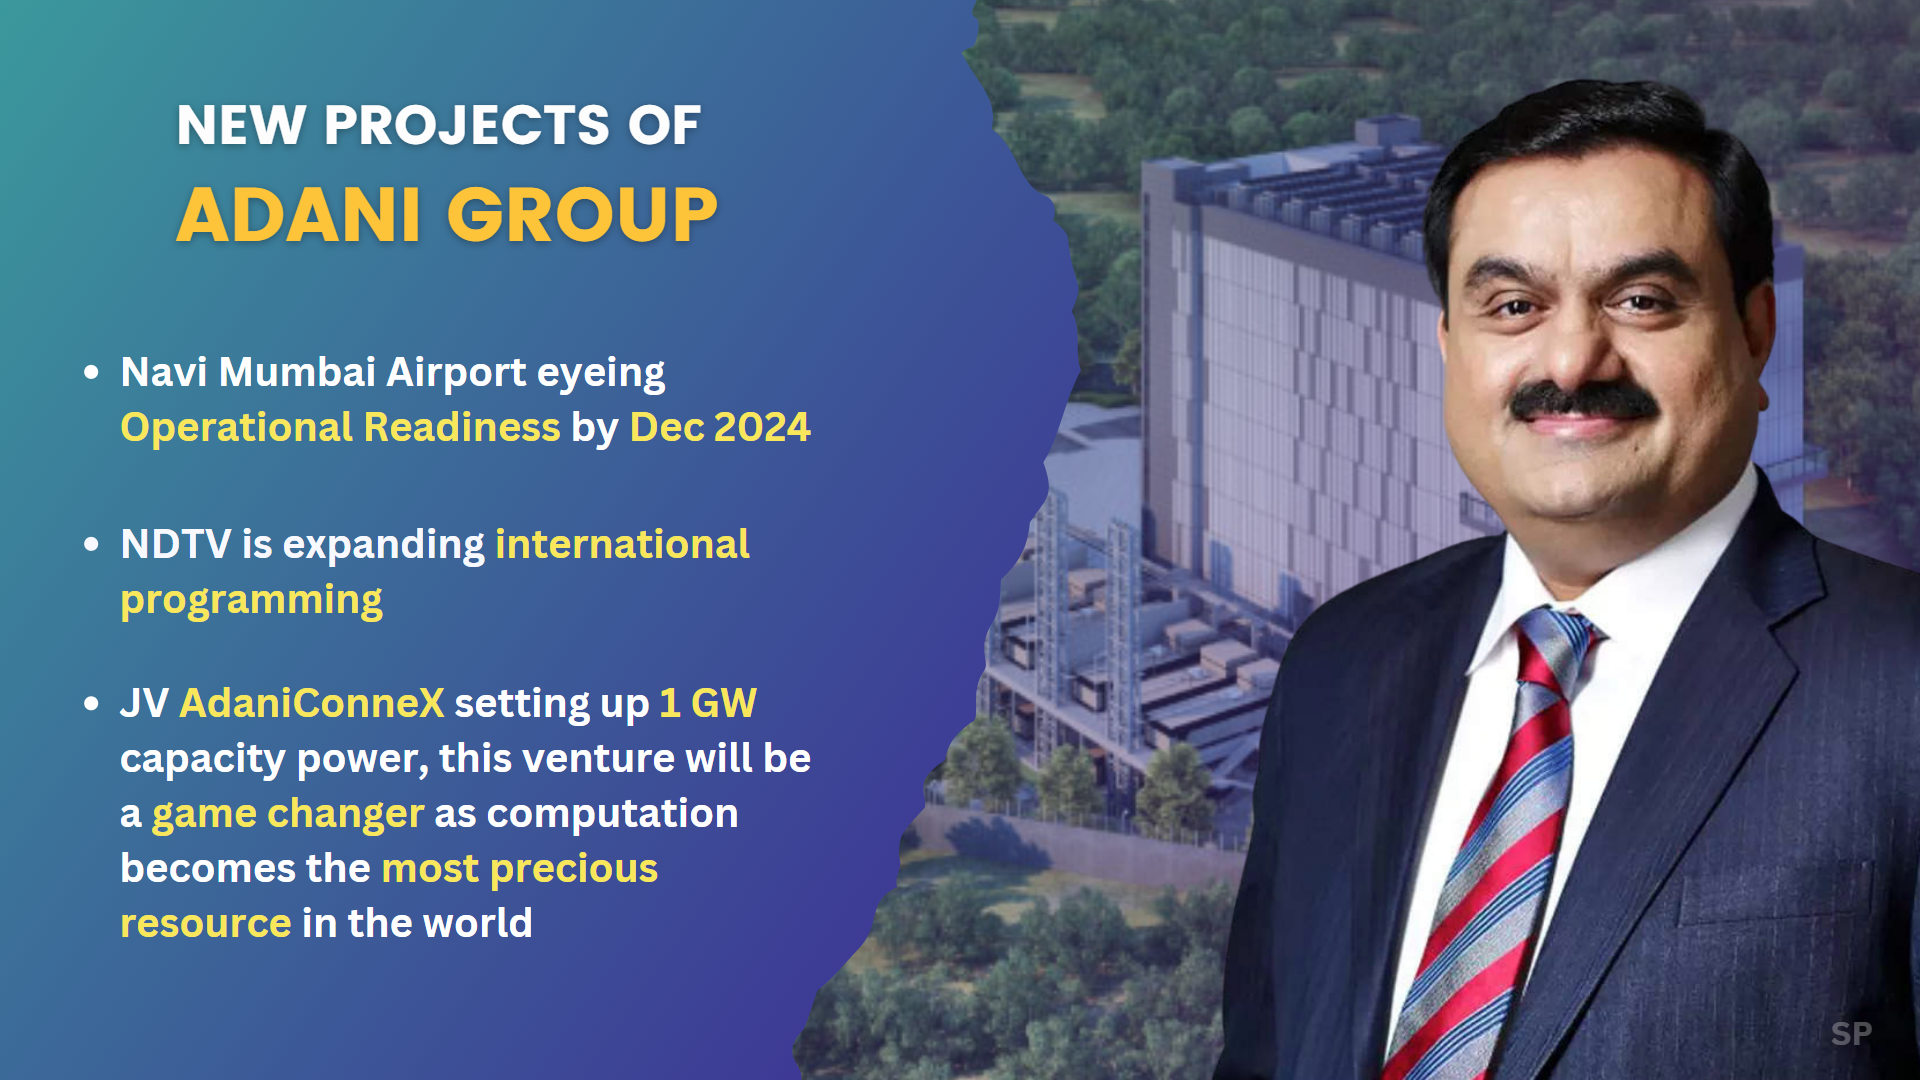 NEW PROJECTS OF
ADANI GROUP
• Navi Mumbai Airport eyeing
Operational Readiness by Dec 2024
• NDTV is expanding international
programming
• JV AdaniConneX setting up 1 GW
capacity power, this venture will be
a game changer as computation
becomes the most precious
resource in the world
SP